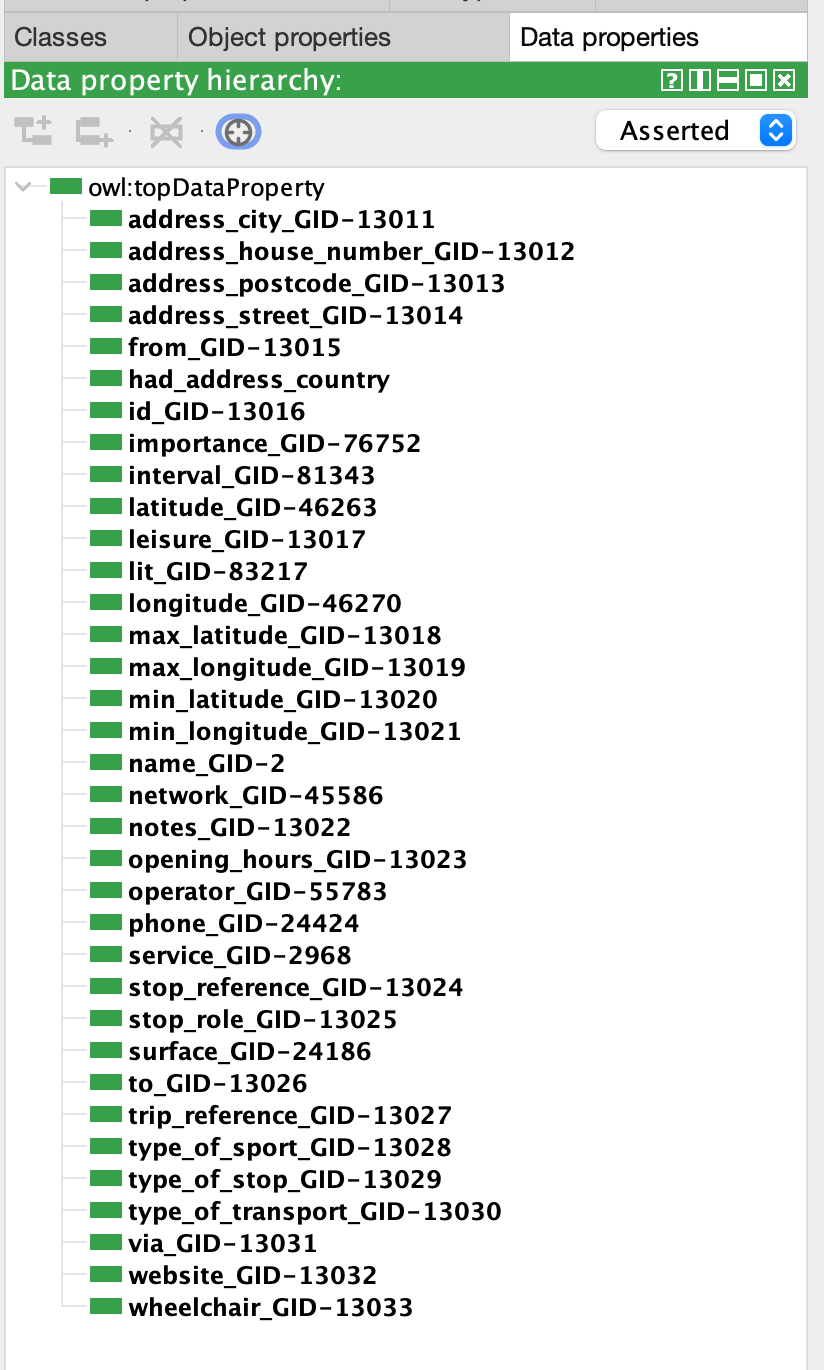 Classes Object properties Data properties
Data property hierarchy:
Asserted
owl:topDataProperty
address_city_GID-13011
address_house_number_GID-13012
address_postcode_GID-13013
address_street_GID-13014
from_GID-13015
had_address_country
id_GID-13016
importance_GID-76752
interval_GID-81343
latitude_GID-46263
leisure_GID-13017
lit_GID-83217
longitude_GID-46270
max_latitude_GID-13018
max_longitude_GID-13019
min_latitude_GID-13020
min_longitude_GID-13021
name_GID-2
network_GID-45586
notes_GID-13022
opening_hours_GID-13023
operator_GID-55783
phone_GID-24424
service_GID-2968
stop_reference_GID-13024
stop_role_GID-13025
surface_GID-24186
to_GID-13026
trip_reference_GID-13027
type_of_sport_GID-13028
type_of_stop_GID-13029
type_of_transport_GID-13030
via_GID-13031
website_GID-13032
wheelchair_GID-13033